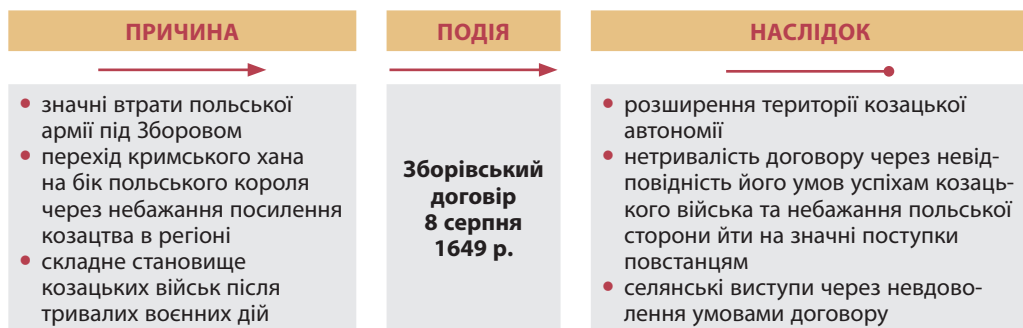 ПРИЧИНА
• значні втрати польської
армії під Зборовом
• перехід кримського хана
на бік польського короля
через небажання посилення
козацтва в регіоні
• складне становище
козацьких військ після
тривалих воєнних дій
ПОДІЯ
Зборівський
договір
8 серпня
1649 р.
НАСЛІДОК
• розширення території козацької
автономії
• нетривалість договору через невід-
повідність його умов успіхам козаць-
кого війська та небажання польської
сторони йти на значні поступки
повстанцям
• селянські виступи через невдово-
лення умовами договору